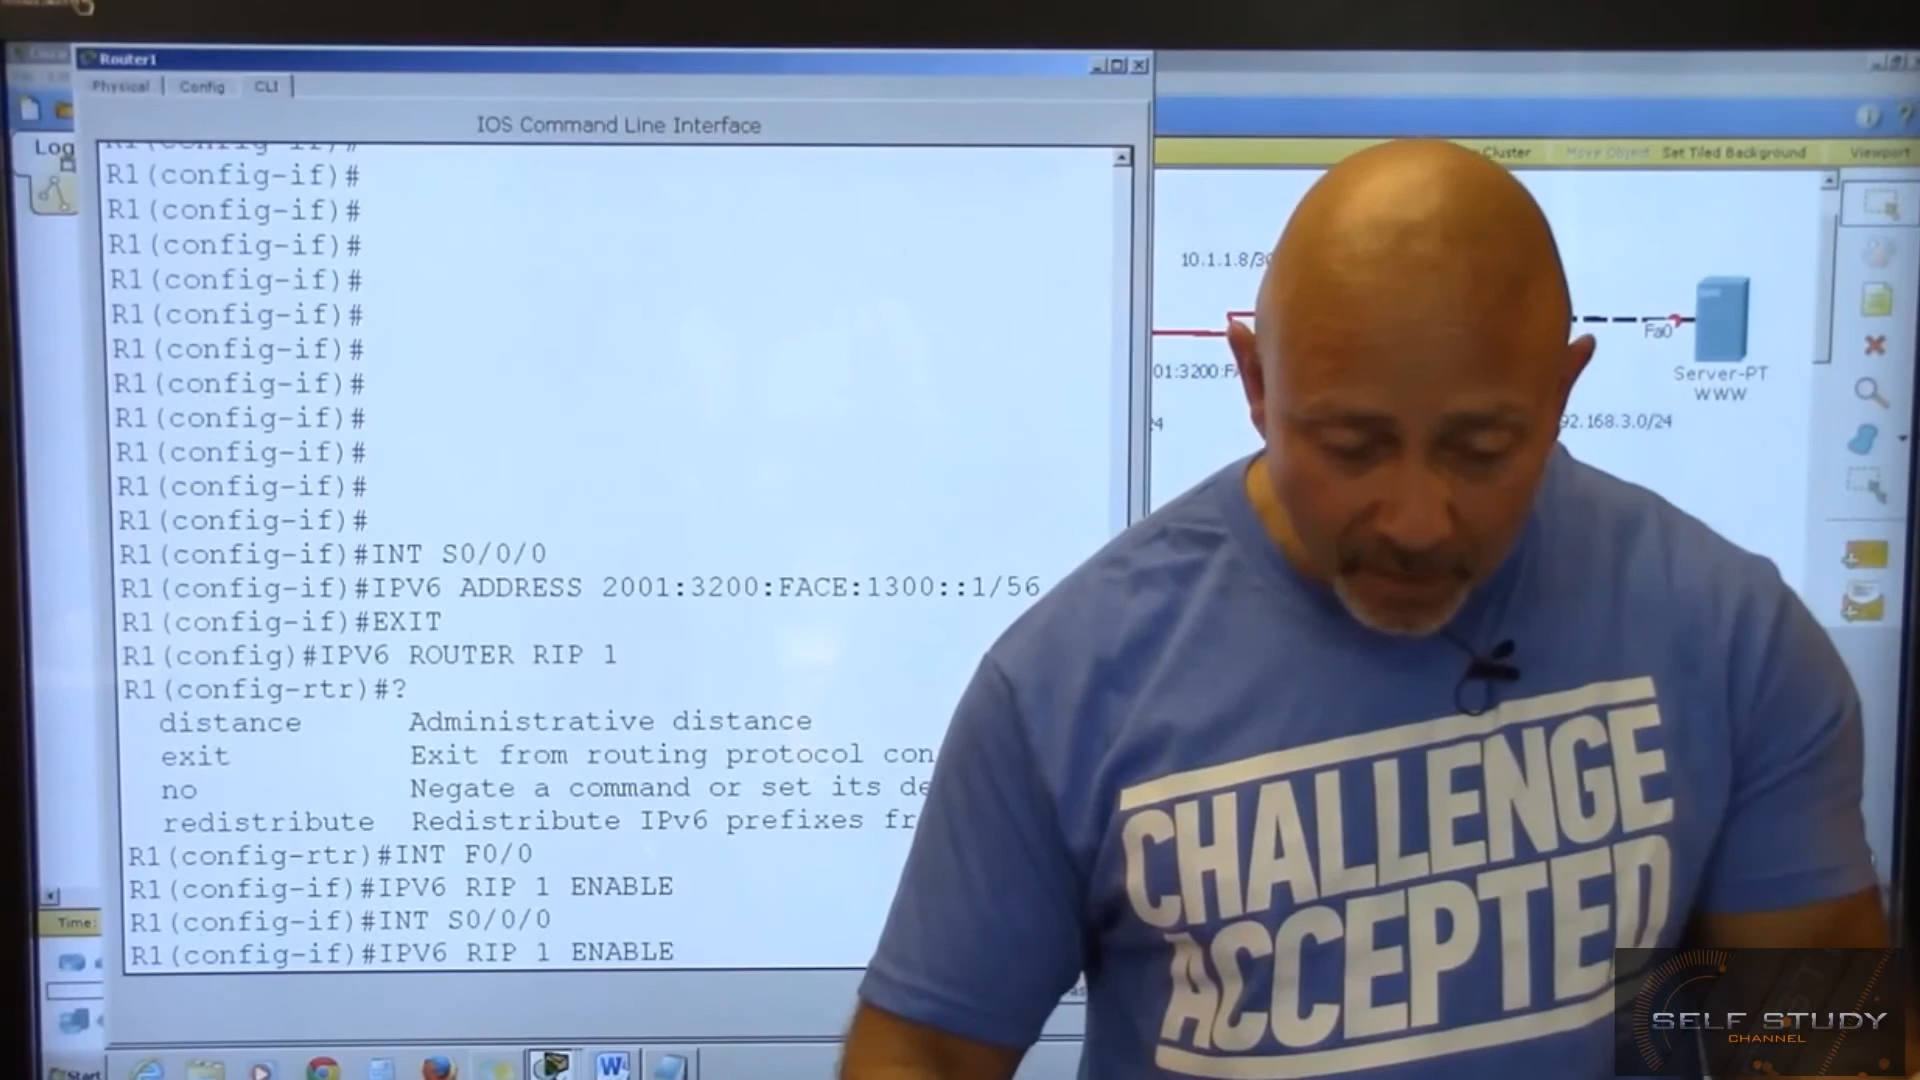 Router1
Physical Config CLI
IOS Command Line Interface
R1(config-if)#
R1(config-if)#
R1(config-if)#
R1(config-if)#
R1(config-if)#
R1(config-if)#
R1(config-if)#
R1(config-if)#
R1(config-if)#
R1(config-if)#
R1(config-if)#
R1(config-if)#INT S0/0/0
R1(config-if)#IPV6 ADDRESS 2001:3200:FACE:1300::1/56
R1(config-if)#EXIT
R1(config)#IPV6 ROUTER RIP 1
R1(config-rtr)#?
distance Administrative distance
exit Exit from routing protocol con
no Negate a command or set its de
redistribute Redistribute IPv6 prefixes fr
R1(config-rtr)#INT F0/0
R1(config-if)#IPV6 RIP 1 ENABLE
R1(config-if)#INT S0/0/0
R1(config-if)#IPV6 RIP 1 ENABLE
Log
Time:
Start
Cluster Move Object Set Tiled Background Viewport
10.1.1.8/30
01:3200:FA
Fa0
Server-PT
WWW
92.168.3.0/24
CHALLENGE
ACCEPTED
SELF STUDY
CHANNEL